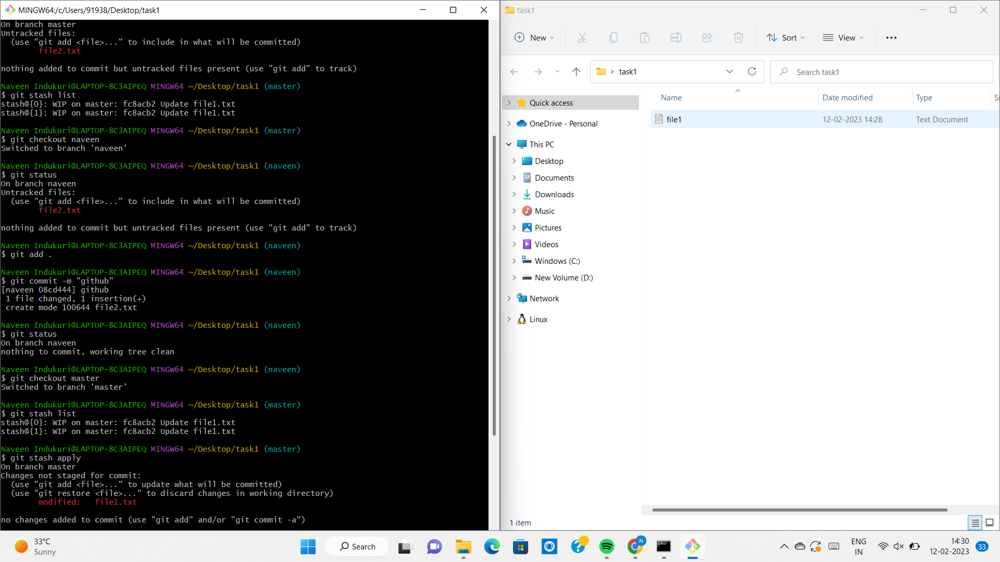 MINGW64:/c/Users/91938/Desktop/task1
On branch master
Untracked files:
  (use "git add <file>..." to include in what will be committed)
        file2.txt
nothing added to commit but untracked files present (use "git add" to track)
Naveen Indukuri@LAPTOP-8C3AIPEQ MINGW64 ~/Desktop/task1 (master)
$ git stash list
stash@{0}: WIP on master: fc8acb2 Update file1.txt
stash@{1}: WIP on master: fc8acb2 Update file1.txt
Naveen Indukuri@LAPTOP-8C3AIPEQ MINGW64 ~/Desktop/task1 (master)
$ git checkout naveen
Switched to branch 'naveen'
Naveen Indukuri@LAPTOP-8C3AIPEQ MINGW64 ~/Desktop/task1 (naveen)
$ git status
On branch naveen
Untracked files:
  (use "git add <file>..." to include in what will be committed)
        file2.txt
nothing added to commit but untracked files present (use "git add" to track)
Naveen Indukuri@LAPTOP-8C3AIPEQ MINGW64 ~/Desktop/task1 (naveen)
$ git add .
Naveen Indukuri@LAPTOP-8C3AIPEQ MINGW64 ~/Desktop/task1 (naveen)
$ git commit -m "github"
[naveen 08cd444] github
 1 file changed, 1 insertion(+)
 create mode 100644 file2.txt
Naveen Indukuri@LAPTOP-8C3AIPEQ MINGW64 ~/Desktop/task1 (naveen)
$ git status
On branch naveen
nothing to commit, working tree clean
Naveen Indukuri@LAPTOP-8C3AIPEQ MINGW64 ~/Desktop/task1 (naveen)
$ git checkout master
Switched to branch 'master'
Naveen Indukuri@LAPTOP-8C3AIPEQ MINGW64 ~/Desktop/task1 (master)
$ git stash list
stash@{0}: WIP on master: fc8acb2 Update file1.txt
stash@{1}: WIP on master: fc8acb2 Update file1.txt
Naveen Indukuri@LAPTOP-8C3AIPEQ MINGW64 ~/Desktop/task1 (master)
$ git stash apply
On branch master
Changes not staged for commit:
  (use "git add <file>..." to update what will be committed)
  (use "git restore <file>..." to discard changes in working directory)
        modified:   file1.txt
no changes added to commit (use "git add" and/or "git commit -a")
task1
New
Sort
View
task1
Search task1
Name Date modified Type Si
file1 12-02-2023 14:28 Text Document
Quick access
OneDrive - Personal
This PC
Desktop
Documents
Downloads
Music
Pictures
Videos
Windows (C:)
New Volume (D:)
Network
Linux
1 item
33°C
Sunny
Search
N
ENG
IN
14:30
12-02-2023
33